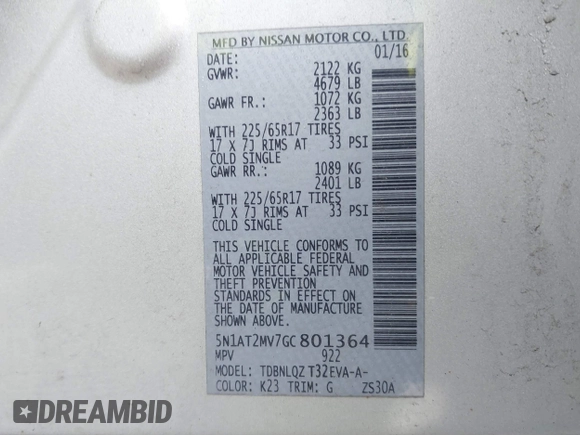 MFD BY NISSAN MOTOR CO., LTD.
DATE: 01/16
GVWR: 2122 KG
4679 LB
GAWR FR.: 1072 KG
2363 LB
WITH 225/65R17 TIRES
17 X 7J RIMS AT 33 PSI
COLD SINGLE
GAWR RR.: 1089 KG
2401 LB
WITH 225/65R17 TIRES
17 X 7J RIMS AT 33 PSI
COLD SINGLE
THIS VEHICLE CONFORMS TO
ALL APPLICABLE FEDERAL
MOTOR VEHICLE SAFETY AND
THEFT PREVENTION
STANDARDS IN EFFECT ON
THE DATE OF MANUFACTURE
SHOWN ABOVE.
5N1AT2MV7GC801364
MPV 922
MODEL: TDBNLQZ T32EVA-A-
COLOR: K23 TRIM: G ZS30A
DREAMBID